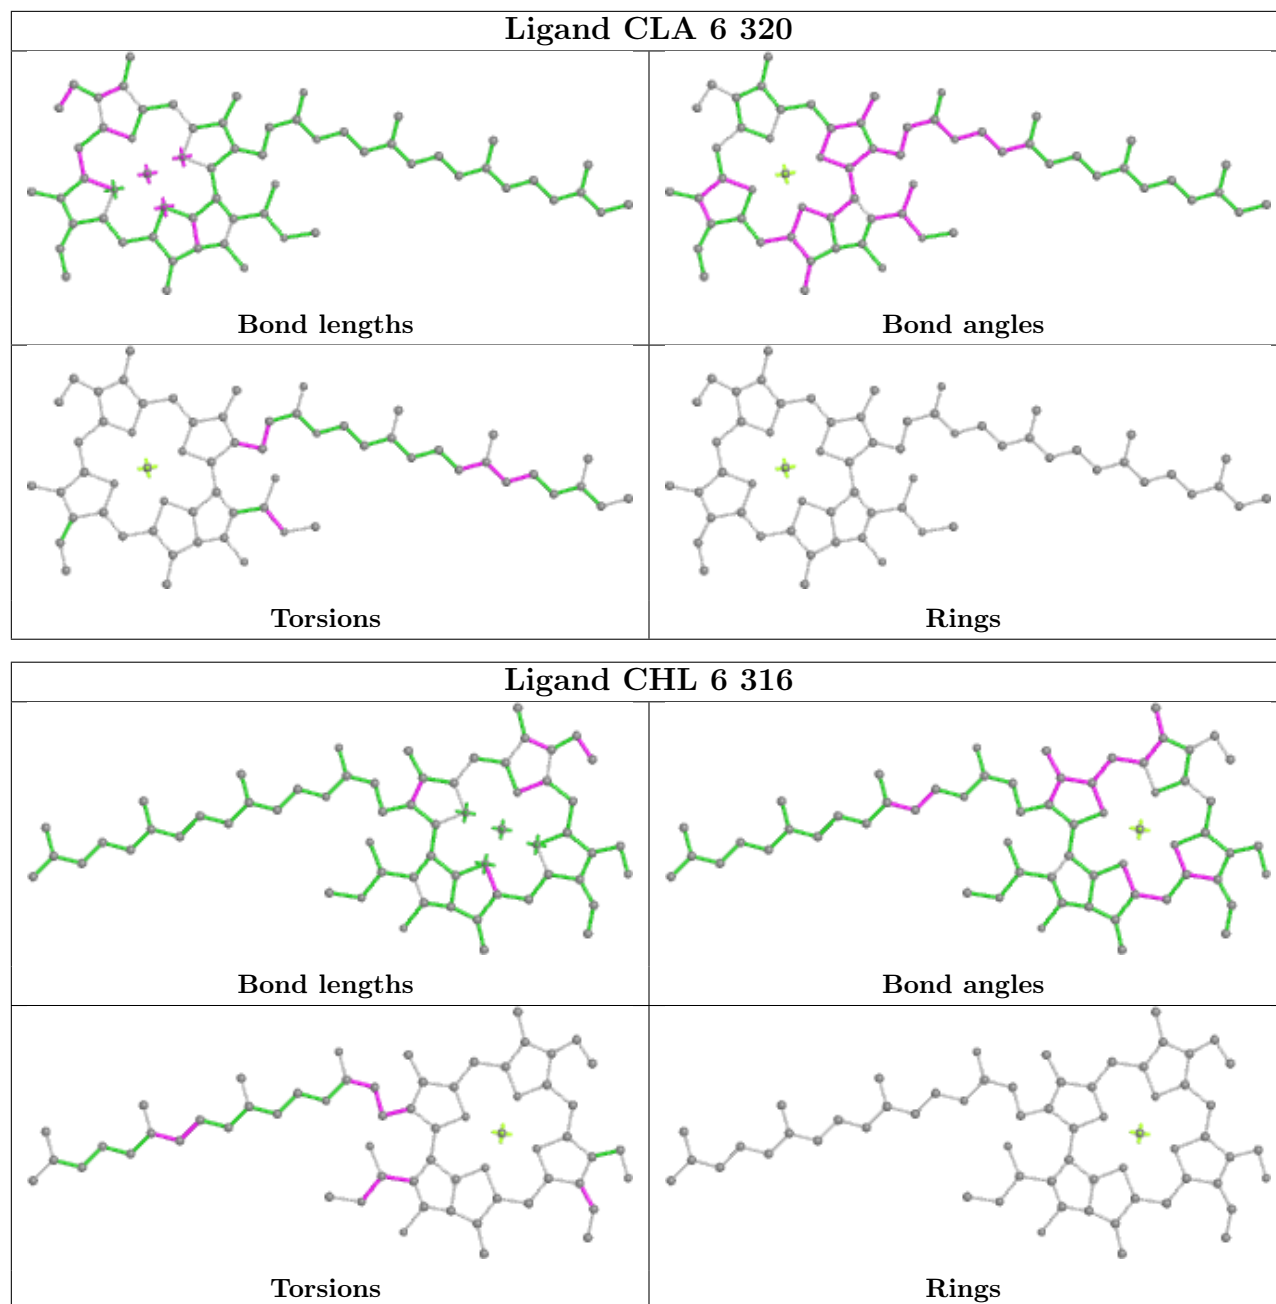 Ligand CLA 6 320
Bond lengths
Bond angles
Torsions
Rings
Ligand CHL 6 316
Bond lengths
Bond angles
Torsions
Rings